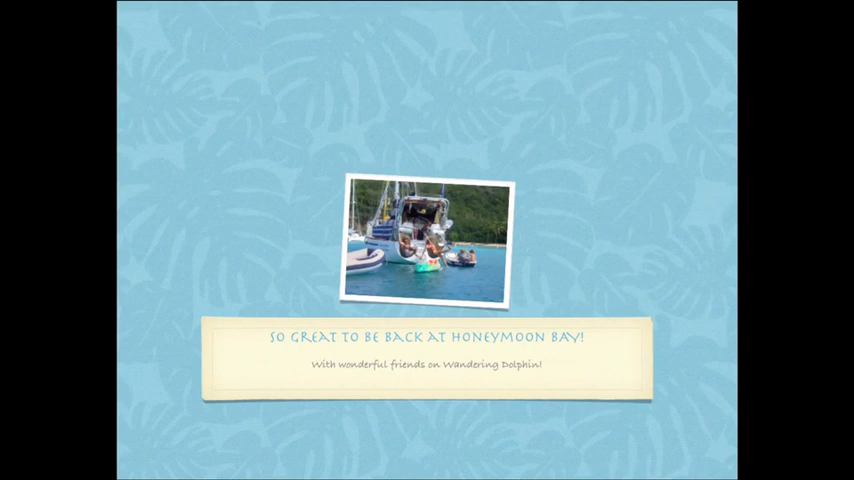 SO GREAT TO BE BACK AT HONEYMOON BAY!
With wonderful friends on Wandering Dolphin!